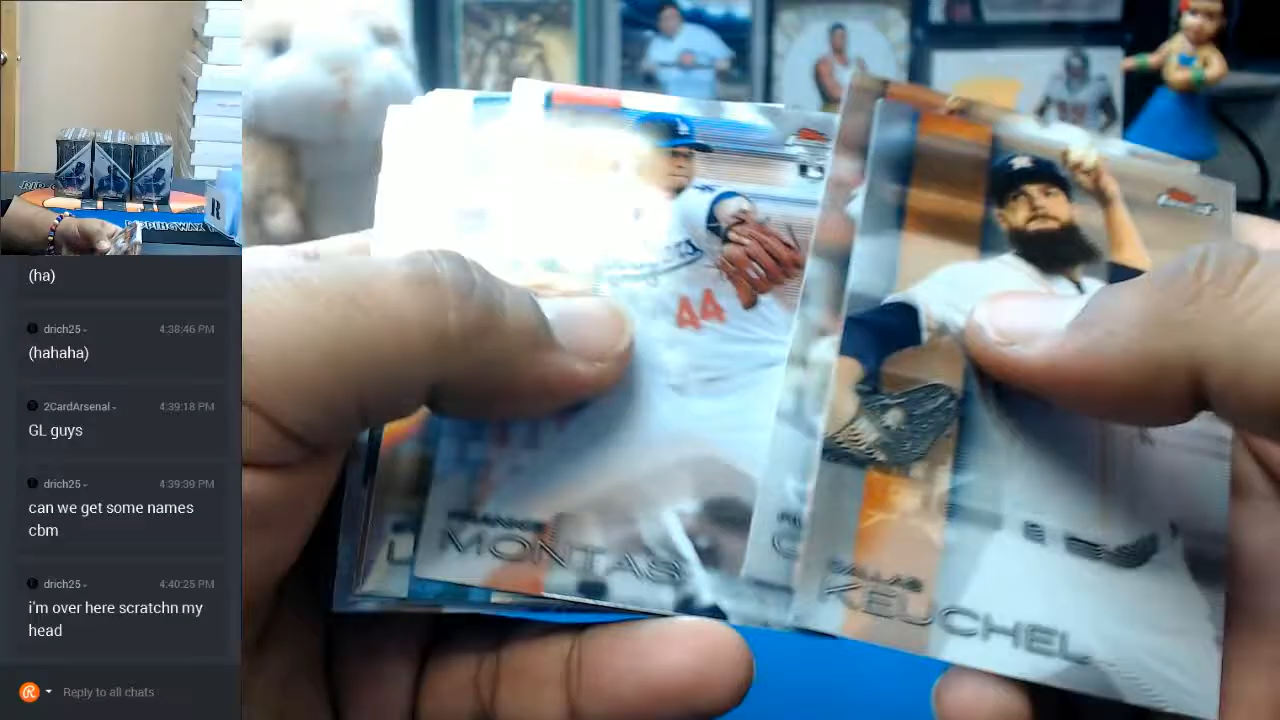 (ha)
drich25
4:38:46 PM
(hahaha)
2CardArsenal
4:39:18 PM
GL guys
drich25
4:39:39 PM
can we get some names
cbm
drich25
4:40:25 PM
i'm over here scratchn my
head
Reply to all chats
R
44
MONTAS
DALLAS
KEUCHEL